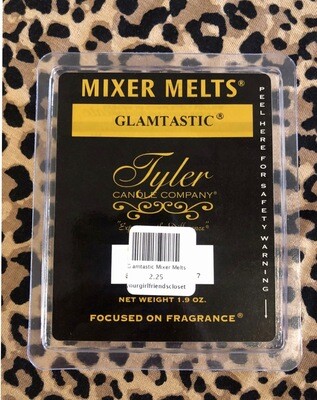 MIXER MELTS®
GLAMTASTIC®
Tyler
CANDLE COMPANY®
Glamtastic Mixer Melts
2.25
7
ourgirlfriendscloset
NET WEIGHT 1.9 OZ.
FOCUSED ON FRAGRANCE®
PEEL HERE FOR SAFETY WARNING